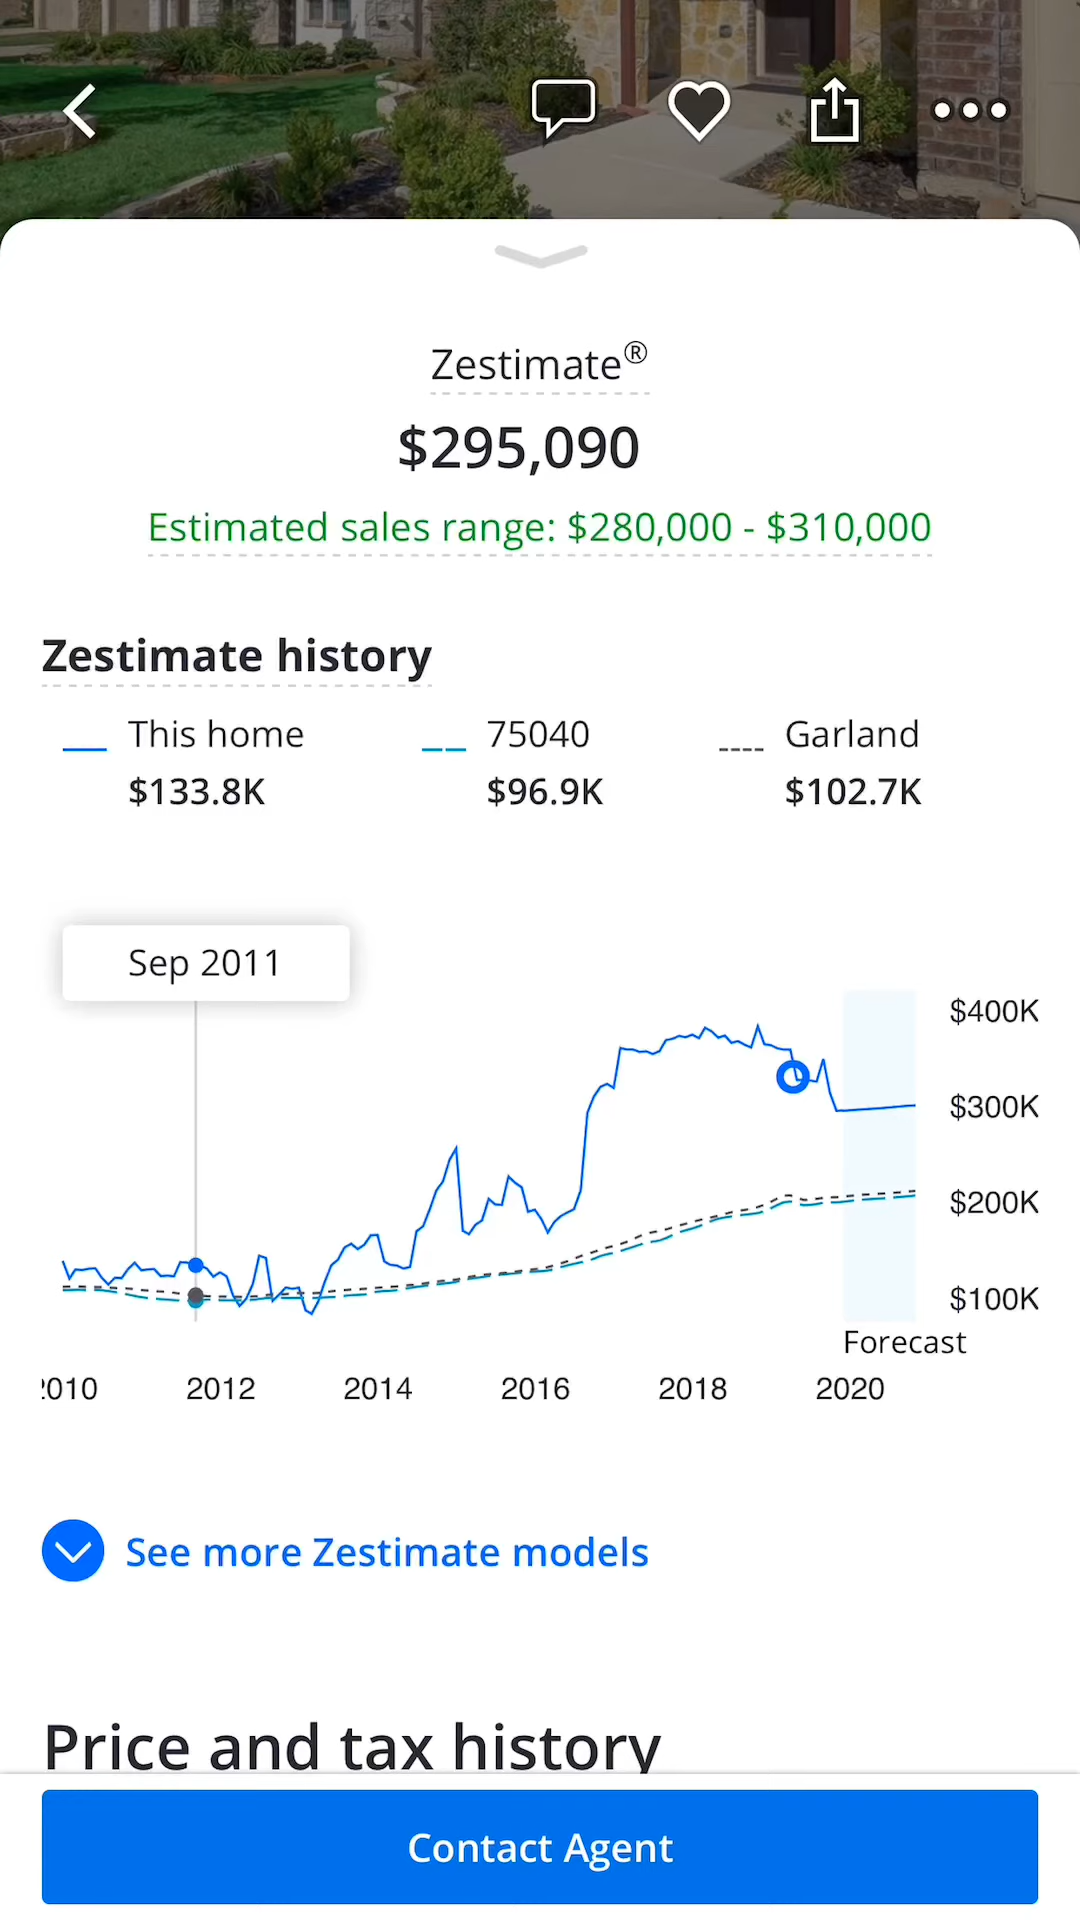 Zestimate®
$295,090
Estimated sales range: $280,000 - $310,000
Zestimate history
This home 75040 Garland
$133.8K $96.9K $102.7K
Sep 2011
$400K
$300K
$200K
$100K
Forecast
2010 2012 2014 2016 2018 2020
See more Zestimate models
Price and tax history
Contact Agent